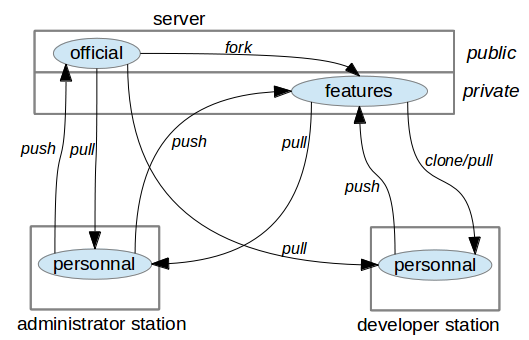 server
official
fork
public
features
private
push
pull
push
pull
clone/pull
push
pull
personnal
personnal
administrator station
developer station